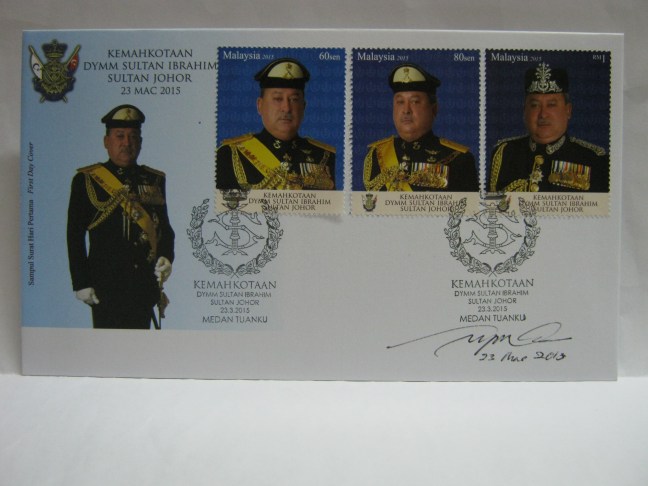 KEMAHKOTAAN
DYMM SULTAN IBRAHIM
SULTAN JOHOR
23 MAC 2015
Sampul Surat Hari Pertama First Day Cover
Malaysia 2015 60sen
KEMAHKOTAAN
DYMM SULTAN IBRAHIM
SULTAN JOHOR
Malaysia 2015 80sen
KEMAHKOTAAN
DYMM SULTAN IBRAHIM
SULTAN JOHOR
Malaysia 2015 RM1
KEMAHKOTAAN
DYMM SULTAN IBRAHIM
SULTAN JOHOR
KEMAHKOTAAN
DYMM SULTAN IBRAHIM
SULTAN JOHOR
23.3.2015
MEDAN TUANKU
KEMAHKOTAAN
DYMM SULTAN IBRAHIM
SULTAN JOHOR
23.3.2015
MEDAN TUANKU
23 Mac 2015